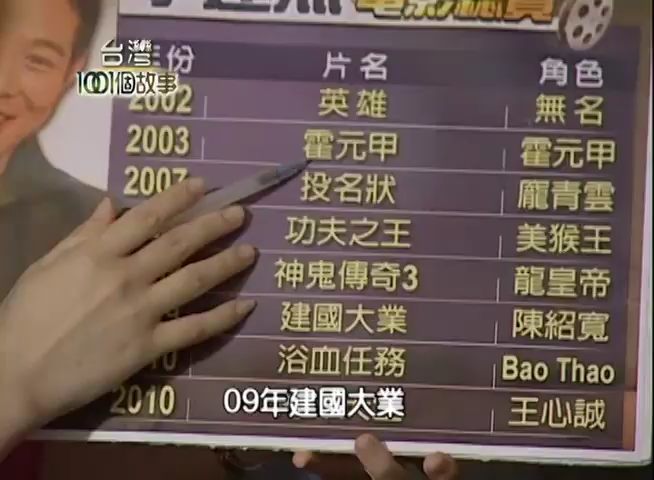 台灣
1001個故事
年份 片名 角色
2002 英雄 無名
2003 霍元甲 霍元甲
2007 投名狀 龐青雲
功夫之王 美猴王
神鬼傳奇3 龍皇帝
建國大業 陳紹寬
10 浴血任務 Bao Thao
2010 王心誠
09年建國大業